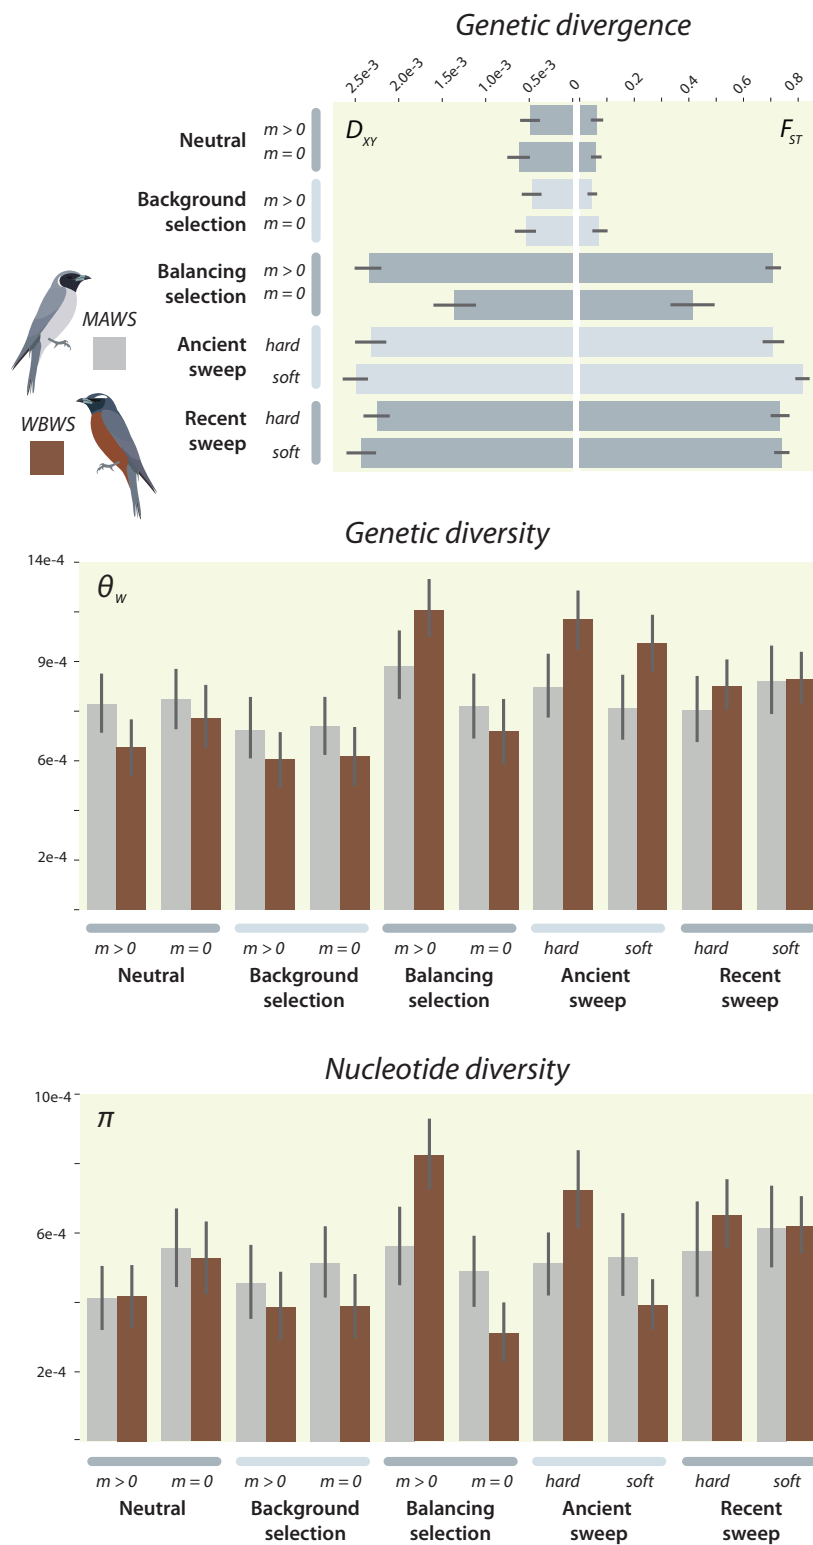 Genetic divergence
2.5e-3 2.0e-3 1.5e-3 1.0e-3 0.5e-3 0 0.2 0.4 0.6 0.8
D_XY F_ST
Neutral m > 0
m = 0
Background m > 0
selection m = 0
Balancing m > 0
selection m = 0
MAWS
Ancient hard
sweep soft
WBWS
Recent hard
sweep soft
Genetic diversity
14e-4
θ_w
9e-4
6e-4
2e-4
m > 0 m = 0 m > 0 m = 0 m > 0 m = 0 hard soft hard soft
Neutral Background Balancing Ancient Recent
selection selection sweep sweep
Nucleotide diversity
10e-4
π
6e-4
2e-4
m > 0 m = 0 m > 0 m = 0 m > 0 m = 0 hard soft hard soft
Neutral Background Balancing Ancient Recent
selection selection sweep sweep